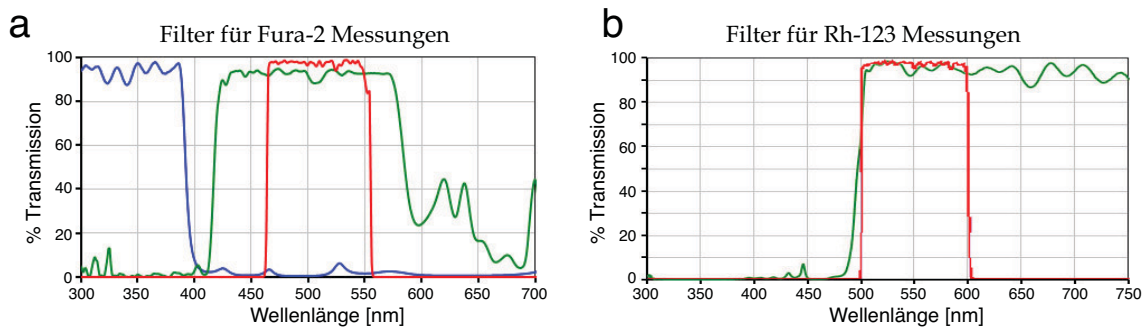 a
Filter für Fura-2 Messungen
% Transmission
100
80
60
40
20
0
300 350 400 450 500 550 600 650 700
Wellenlänge [nm]
b
Filter für Rh-123 Messungen
% Transmission
100
80
60
40
20
0
300 350 400 450 500 550 600 650 700 750
Wellenlänge [nm]